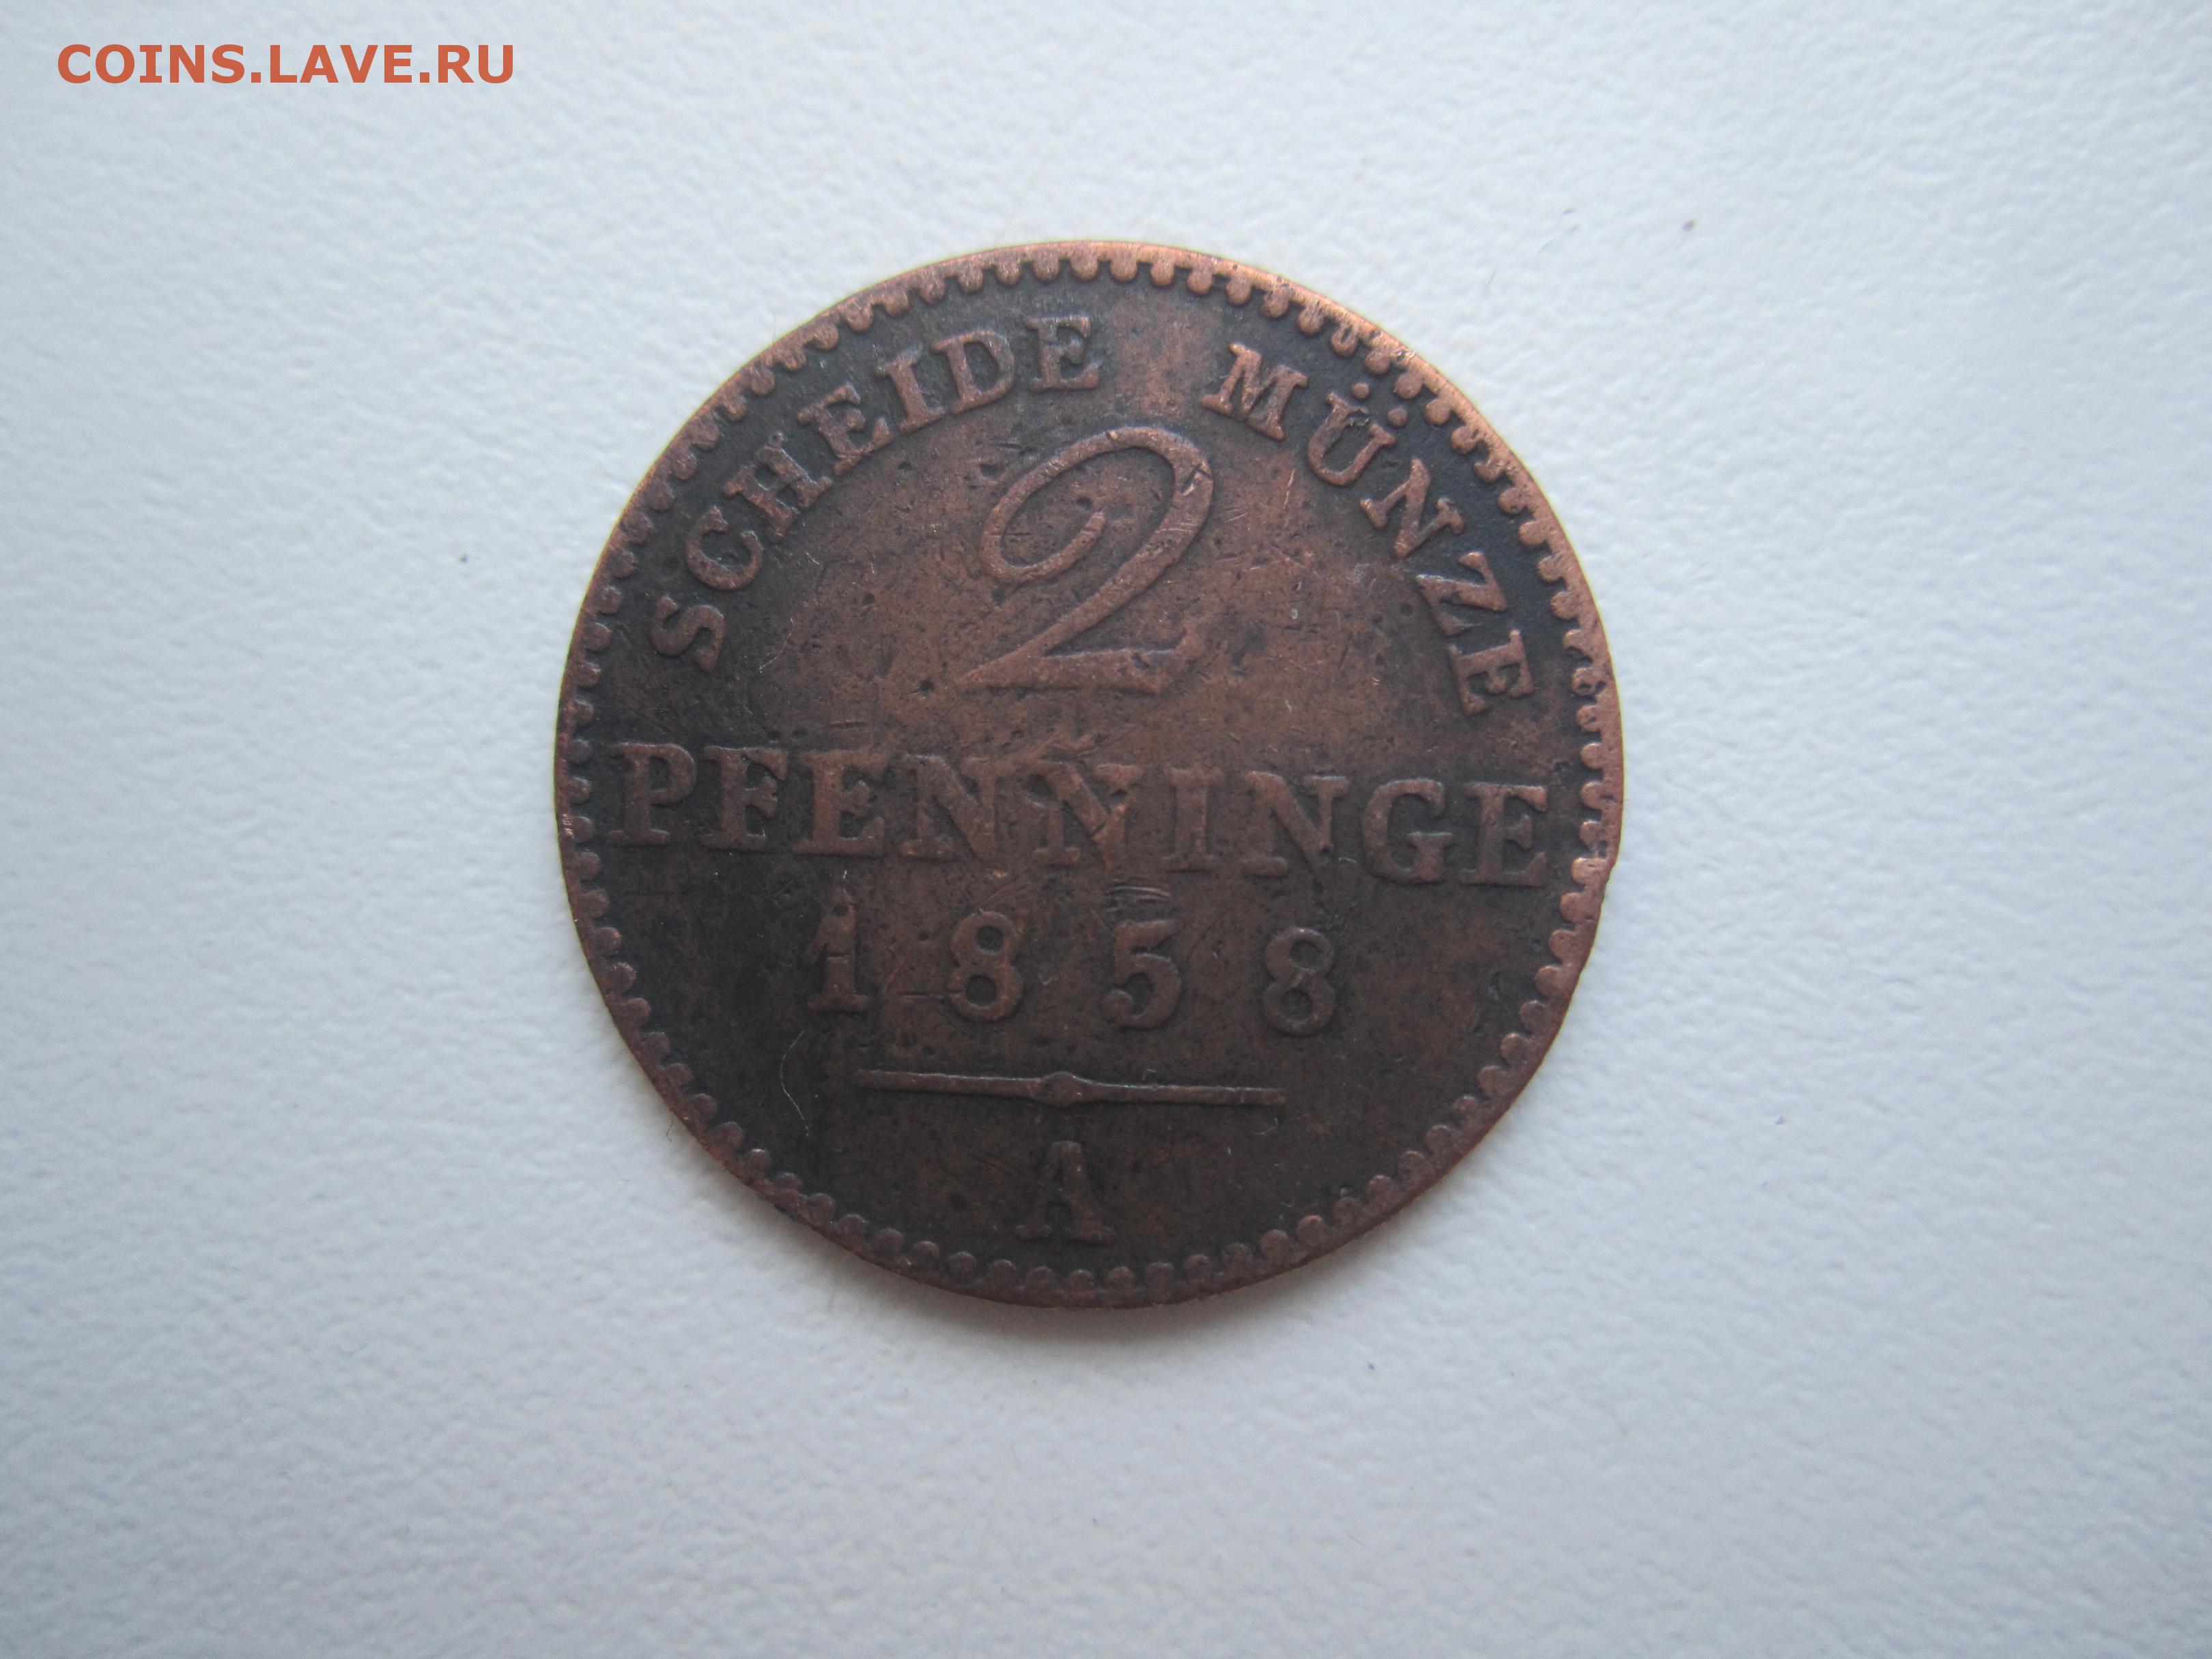 COINS.LAVE.RU
SCHEIDE MÜNZE
2
PFENNINGE
1858
A